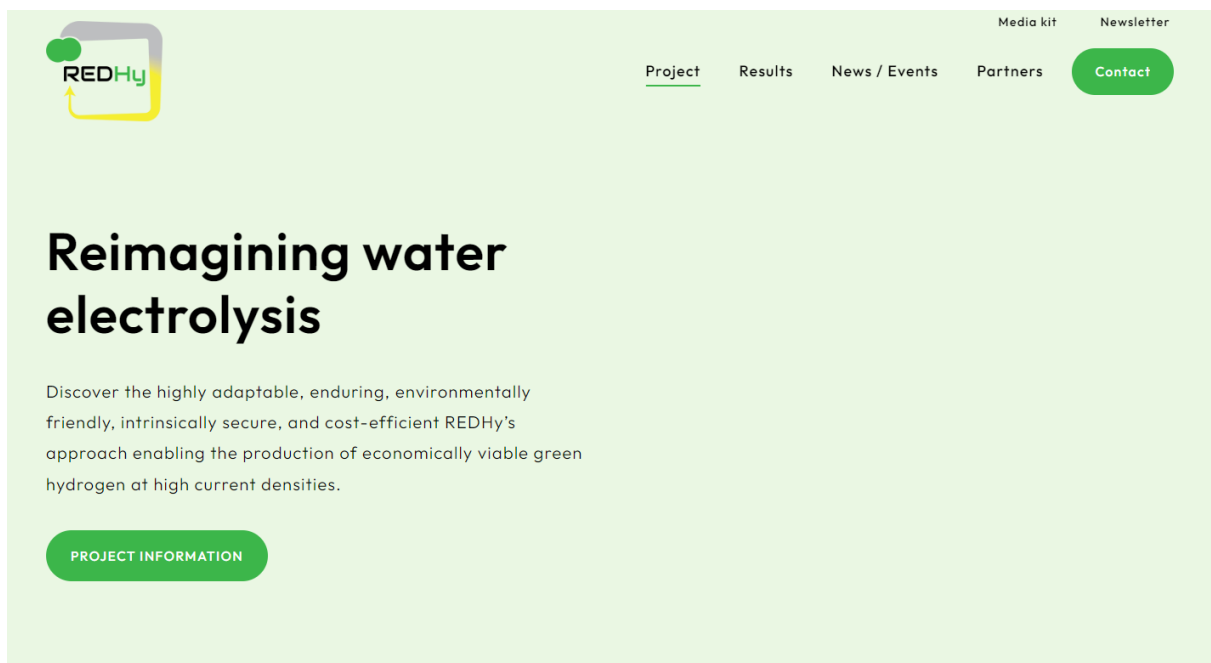 Media kit Newsletter
REDHy
Project Results News / Events Partners Contact
Reimagining water
electrolysis
Discover the highly adaptable, enduring, environmentally
friendly, intrinsically secure, and cost-efficient REDHy’s
approach enabling the production of economically viable green
hydrogen at high current densities.
PROJECT INFORMATION